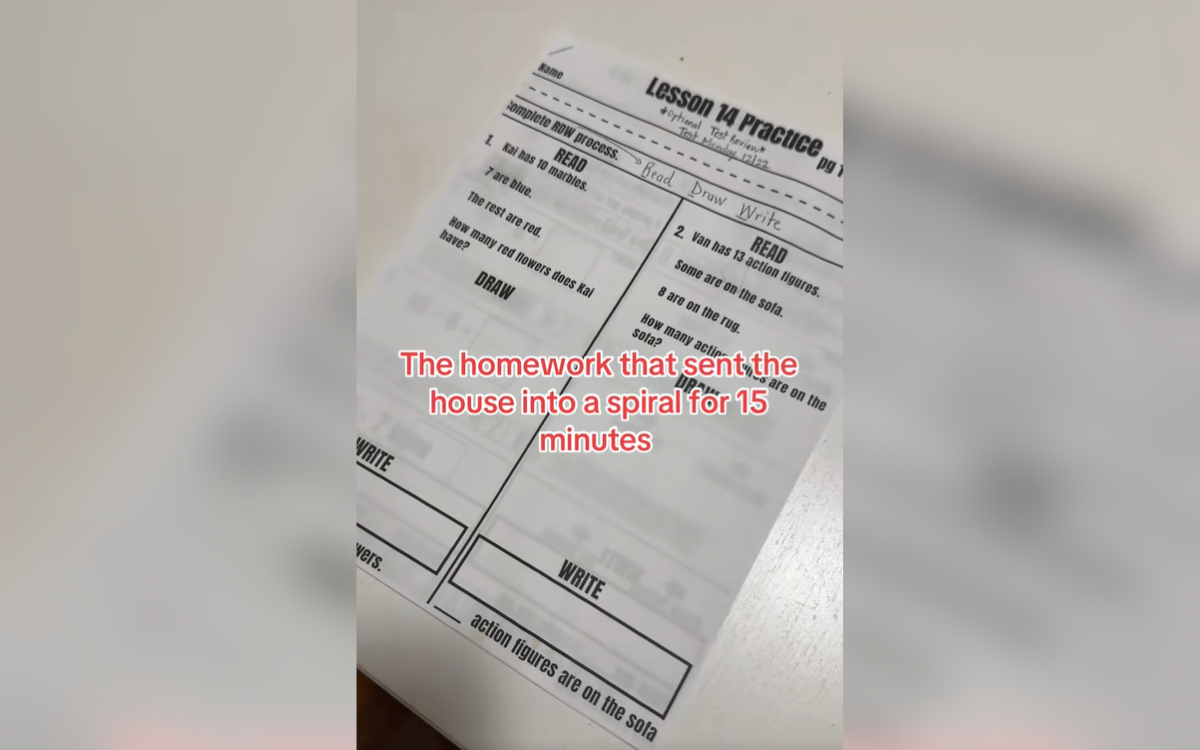 Name
Lesson 14 Practice pg 1
*Optional Test Review*
Test Monday 12/22
Complete RDW process. → Read Draw Write
READ
1. Kai has 10 marbles.
7 are blue.
The rest are red.
How many red flowers does Kai
have?
DRAW
WRITE
wers.
READ
2. Van has 13 action figures.
Some are on the sofa.
8 are on the rug.
How many action figures are on the
sofa?
DRAW
WRITE
action figures are on the sofa
The homework that sent the
house into a spiral for 15
minutes